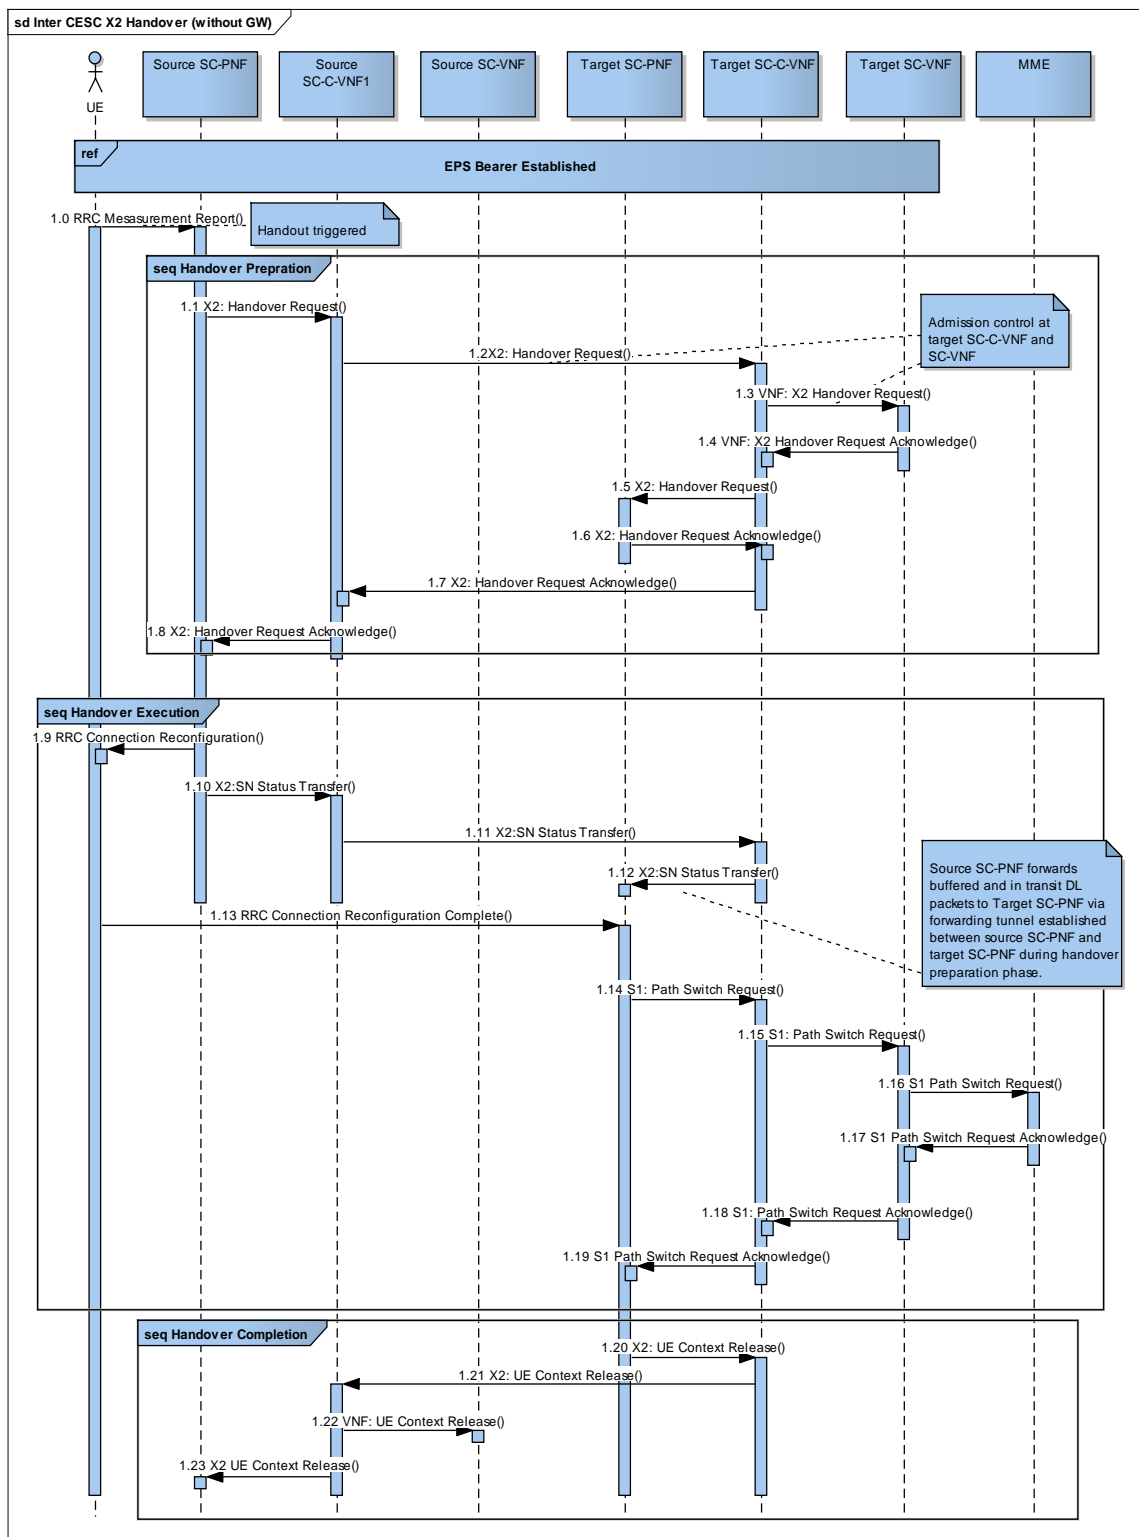 sd Inter CESC X2 Handover (without GW)
UE
Source SC-PNF
Source
SC-C-VNF1
Source SC-VNF
Target SC-PNF
Target SC-C-VNF
Target SC-VNF
MME
ref
EPS Bearer Established
1.0 RRC Mesasurement Report()
Handout triggered
seq Handover Prepration
1.1 X2: Handover Request()
Admission control at
target SC-C-VNF and
SC-VNF
1.2X2: Handover Request()
1.3 VNF: X2 Handover Request()
1.4 VNF: X2 Handover Request Acknowledge()
1.5 X2: Handover Request()
1.6 X2: Handover Request Acknowledge()
1.7 X2: Handover Request Acknowledge()
1.8 X2: Handover Request Acknowledge()
seq Handover Execution
1.9 RRC Connection Reconfiguration()
1.10 X2:SN Status Transfer()
1.11 X2:SN Status Transfer()
1.12 X2:SN Status Transfer()
Source SC-PNF forwards
buffered and in transit DL
packets to Target SC-PNF via
forwarding tunnel established
between source SC-PNF and
target SC-PNF during handover
preparation phase.
1.13 RRC Connection Reconfiguration Complete()
1.14 S1: Path Switch Request()
1.15 S1: Path Switch Request()
1.16 S1 Path Switch Request()
1.17 S1 Path Switch Request Acknowledge()
1.18 S1: Path Switch Request Acknowledge()
1.19 S1 Path Switch Request Acknowledge()
seq Handover Completion
1.20 X2: UE Context Release()
1.21 X2: UE Context Release()
1.22 VNF: UE Context Release()
1.23 X2 UE Context Release()